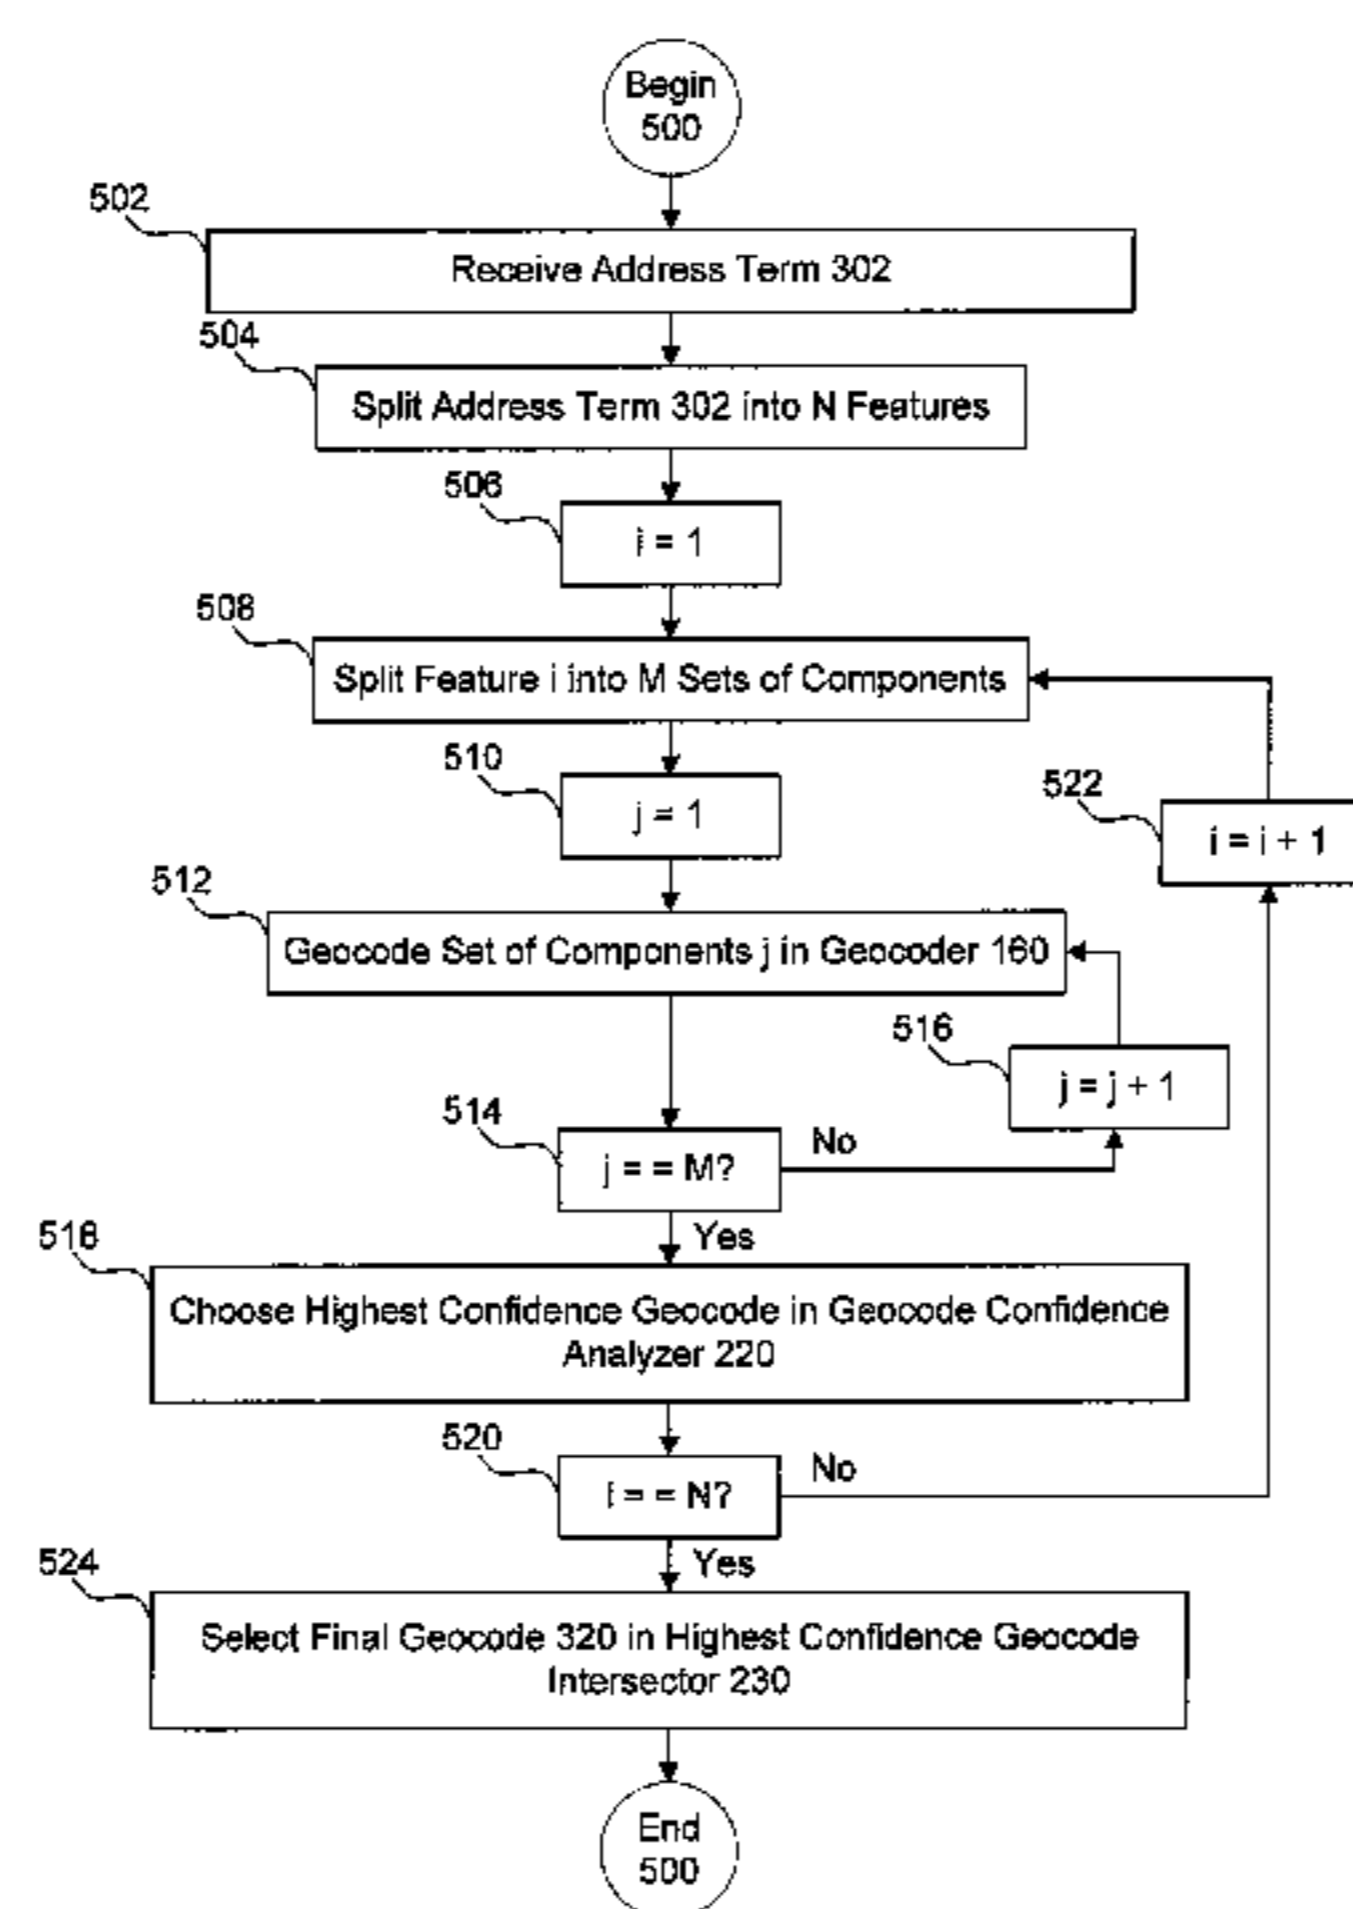 Begin
500
502
Receive Address Term 302
504
Split Address Term 302 into N Features
506
i = 1
508
Split Feature i into M Sets of Components
510
j = 1
522
i = i + 1
512
Geocode Set of Components j in Geocoder 160
516
j = j + 1
514
j = = M?
No
Yes
518
Choose Highest Confidence Geocode in Geocode Confidence
Analyzer 220
520
i = = N?
No
Yes
524
Select Final Geocode 320 in Highest Confidence Geocode
Intersector 230
End
500